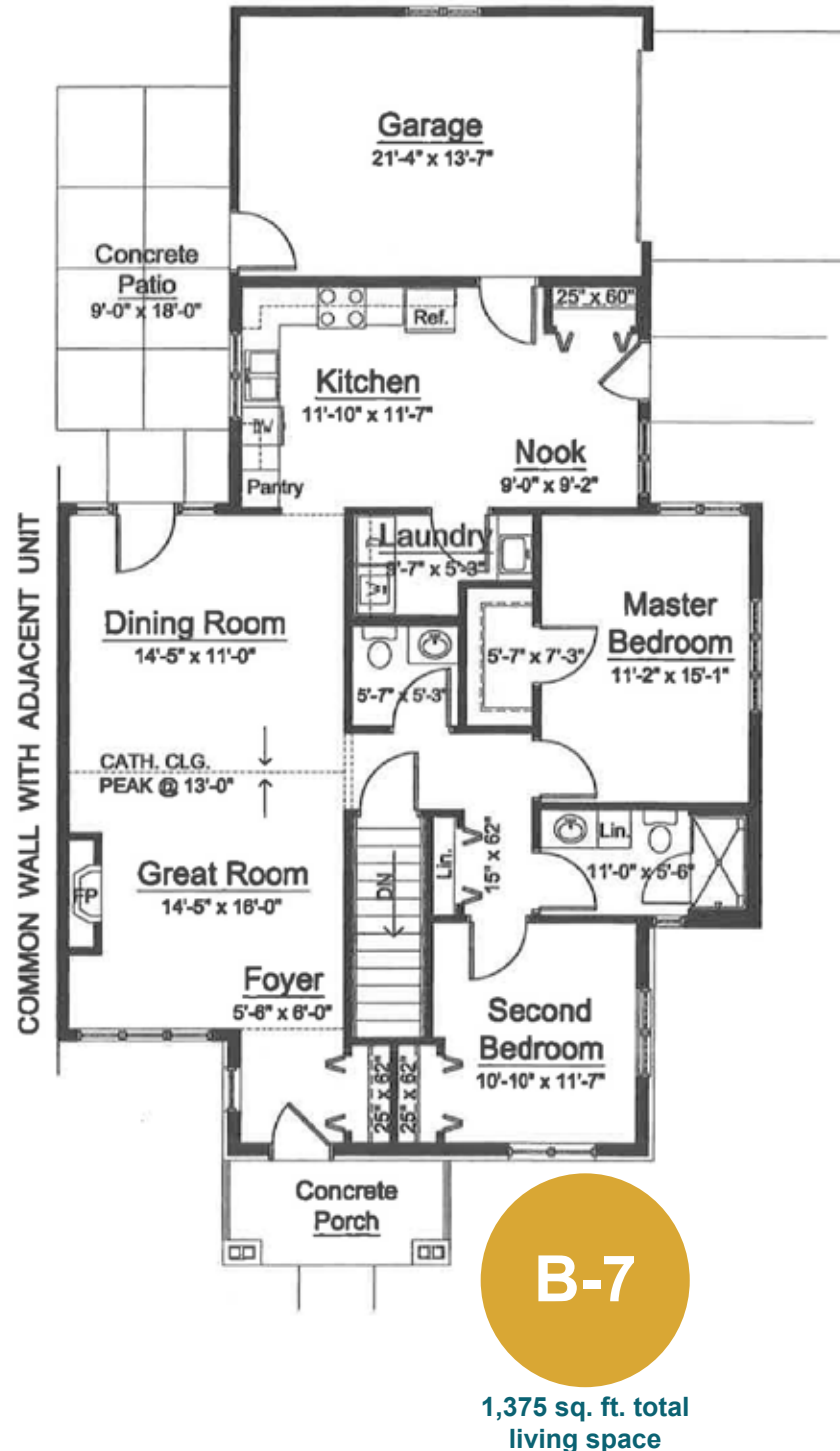 Garage
21'-4" x 13'-7"
Concrete
Patio
9'-0" x 18'-0"
25" x 60"
Ref.
Kitchen
11'-10" x 11'-7"
DW
Nook
9'-0" x 9'-2"
Pantry
COMMON WALL WITH ADJACENT UNIT
Laundry
9'-7" x 5'-3"
W
Dining Room
14'-5" x 11'-0"
5'-7" x 5'-3"
5'-7" x 7'-3"
Master
Bedroom
11'-2" x 15'-1"
CATH. CLG.
PEAK @ 13'-0"
Great Room
14'-5" x 16'-0"
FP
DN
Lin.
15" x 62"
Lin.
11'-0" x 5'-6"
Foyer
5'-6" x 6'-0"
Second
Bedroom
10'-10" x 11'-7"
25" x 62"
25" x 62"
Concrete
Porch
B-7
1,375 sq. ft. total
living space